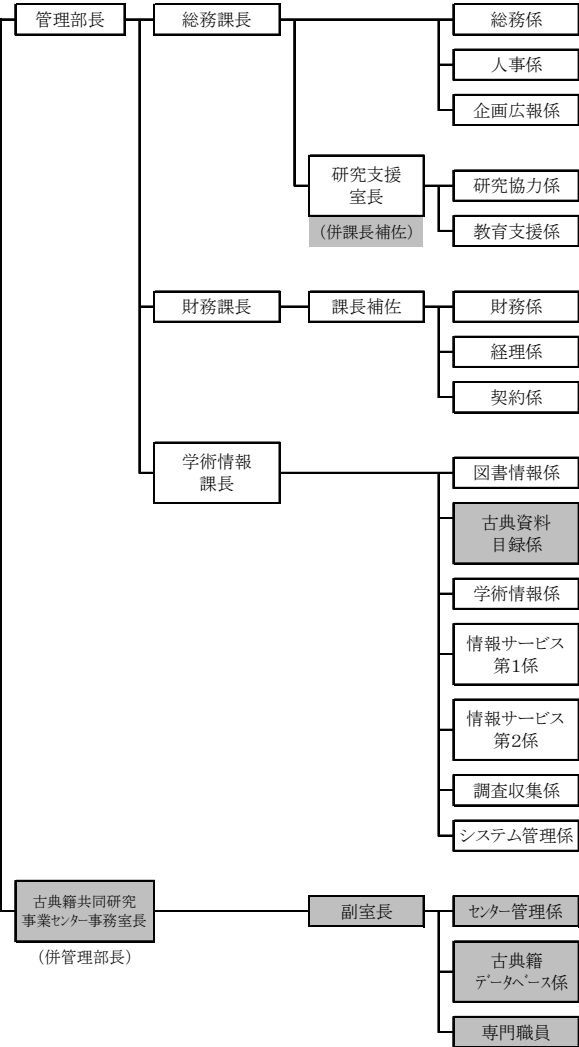 管理部長
総務課長
総務係
人事係
企画広報係
研究支援
室長
(併課長補佐)
研究協力係
教育支援係
財務課長
課長補佐
財務係
経理係
契約係
学術情報
課長
図書情報係
古典資料
目録係
学術情報係
情報サービス
第1係
情報サービス
第2係
調査収集係
システム管理係
古典籍共同研究
事業センター事務室長
(併管理部長)
副室長
センター管理係
古典籍
データベース係
専門職員